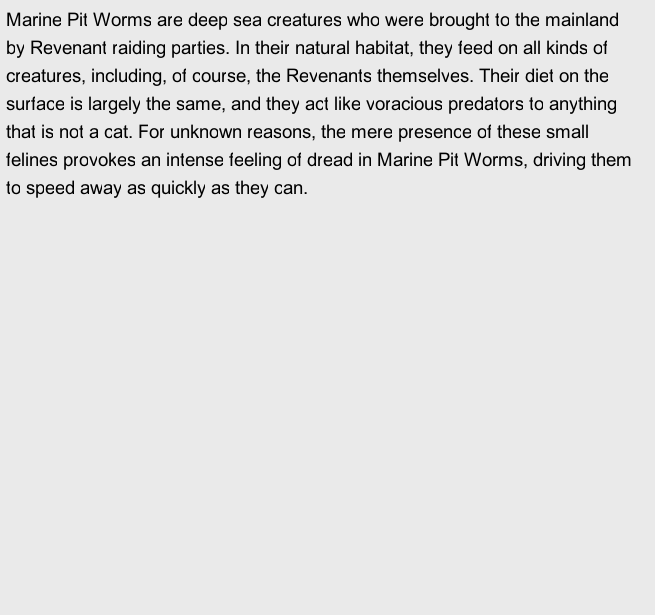 Marine Pit Worms are deep sea creatures who were brought to the mainland
by Revenant raiding parties. In their natural habitat, they feed on all kinds of
creatures, including, of course, the Revenants themselves. Their diet on the
surface is largely the same, and they act like voracious predators to anything
that is not a cat. For unknown reasons, the mere presence of these small
felines provokes an intense feeling of dread in Marine Pit Worms, driving them
to speed away as quickly as they can.